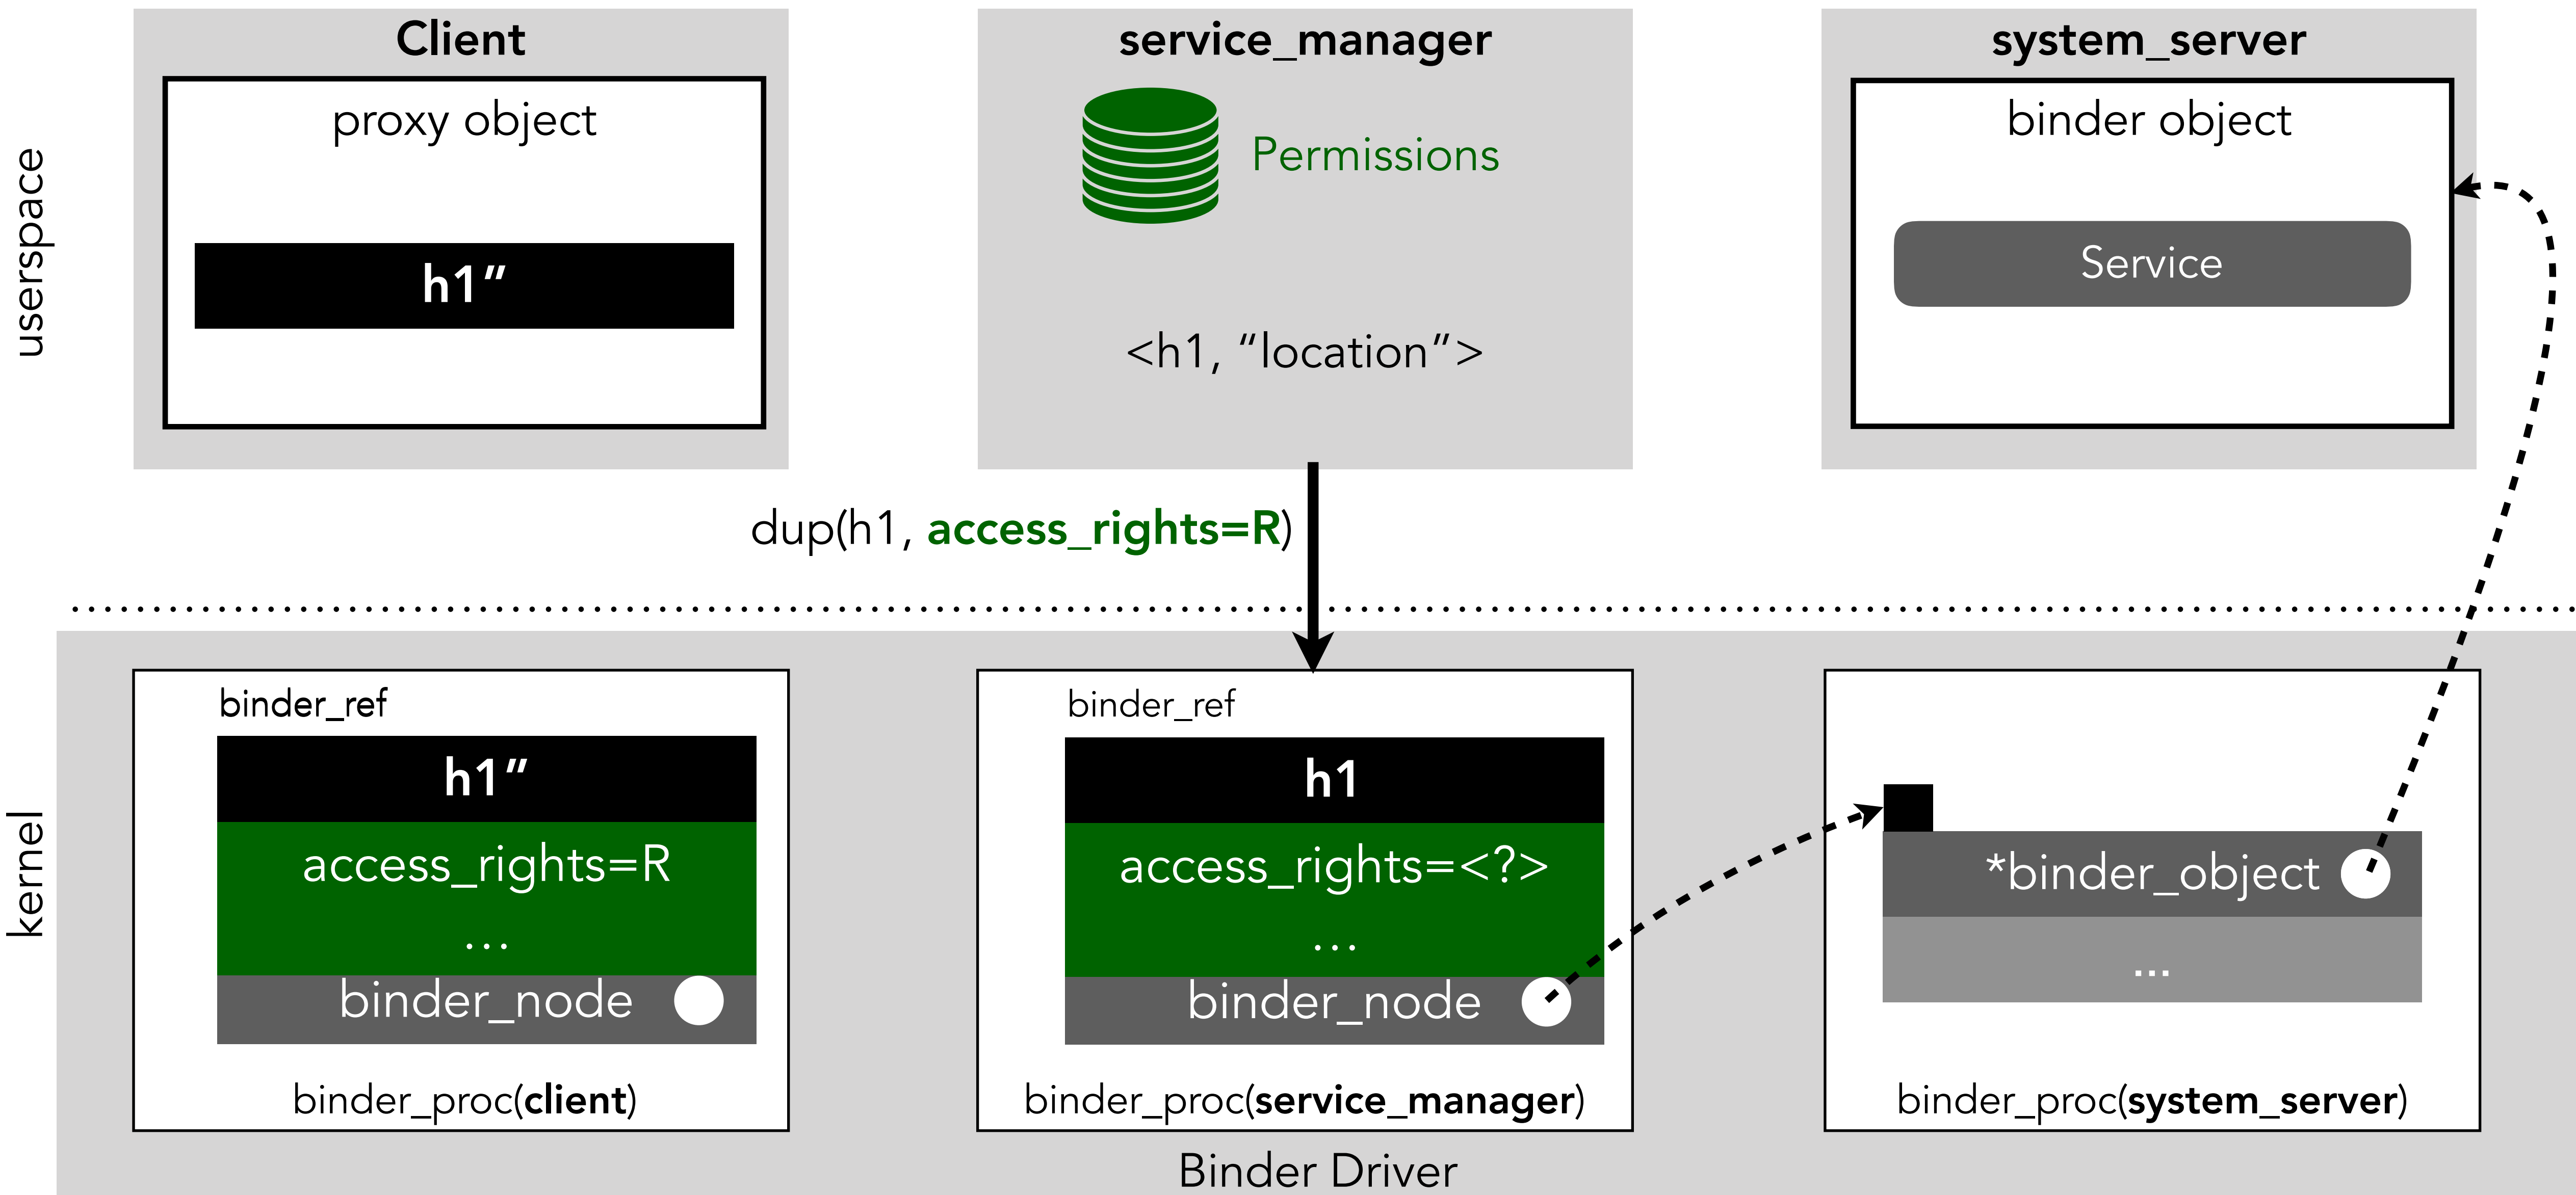 userspace
Client
proxy object
h1”
service_manager
Permissions
<h1, “location”>
system_server
binder object
Service
dup(h1, access_rights=R)
kernel
binder_ref
h1”
access_rights=R
...
binder_node
binder_proc(client)
binder_ref
h1
access_rights=<?>
...
binder_node
binder_proc(service_manager)
*binder_object
...
binder_proc(system_server)
Binder Driver